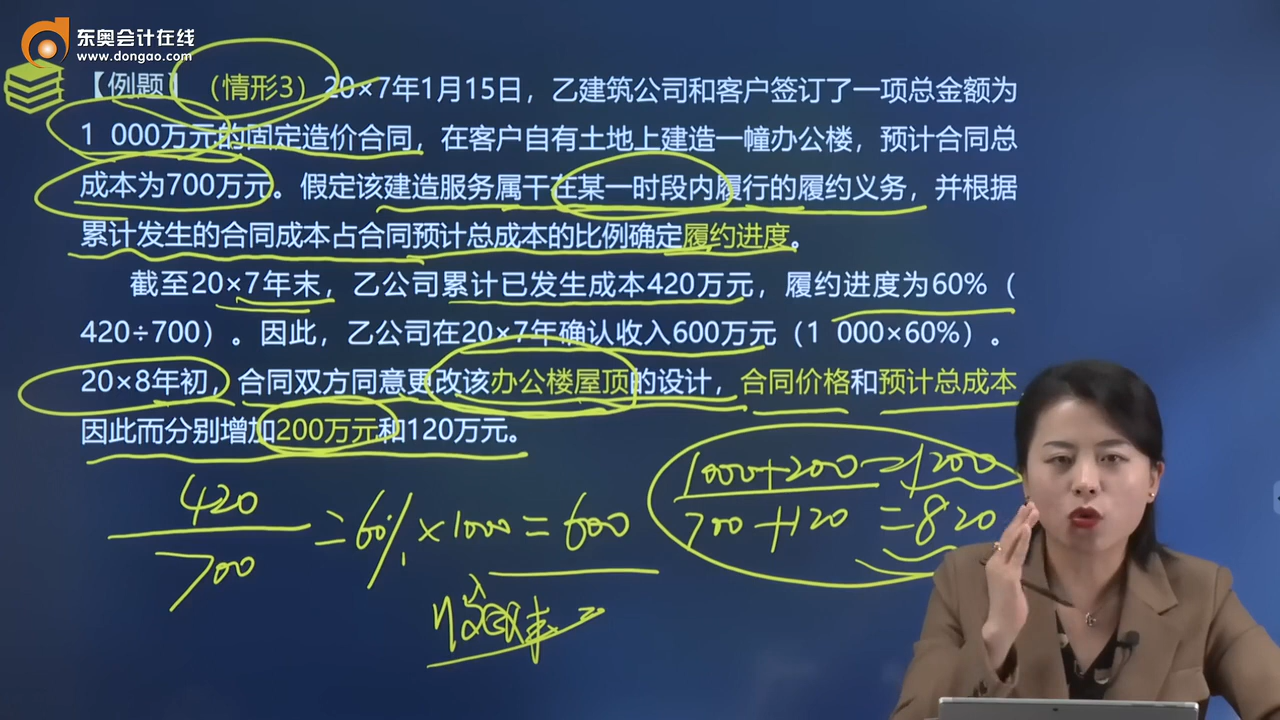 东奥会计在线
www.dongao.com
【例题】（情形3）20×7年1月15日，乙建筑公司和客户签订了一项总金额为
1 000万元的固定造价合同，在客户自有土地上建造一幢办公楼，预计合同总
成本为700万元。假定该建造服务属于在某一时段内履行的履约义务，并根据
累计发生的合同成本占合同预计总成本的比例确定履约进度。
截至20×7年末，乙公司累计已发生成本420万元，履约进度为60%（
420÷700）。因此，乙公司在20×7年确认收入600万元（1 000×60%）。
20×8年初，合同双方同意更改该办公楼屋顶的设计，合同价格和预计总成本
因此而分别增加200万元和120万元。
1000+200=1200
420
700
=60%×1000=600
700+120=820